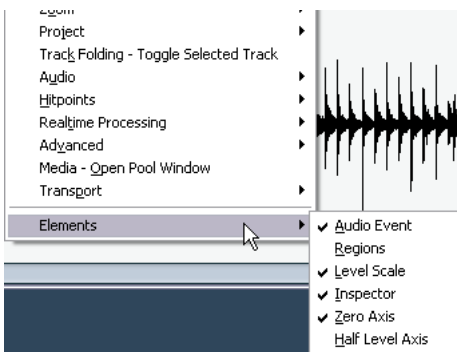 Zoom
Project
Track Folding - Toggle Selected Track
Audio
Hitpoints
Realtime Processing
Advanced
Media - Open Pool Window
Transport
Elements
Audio Event
Regions
Level Scale
Inspector
Zero Axis
Half Level Axis